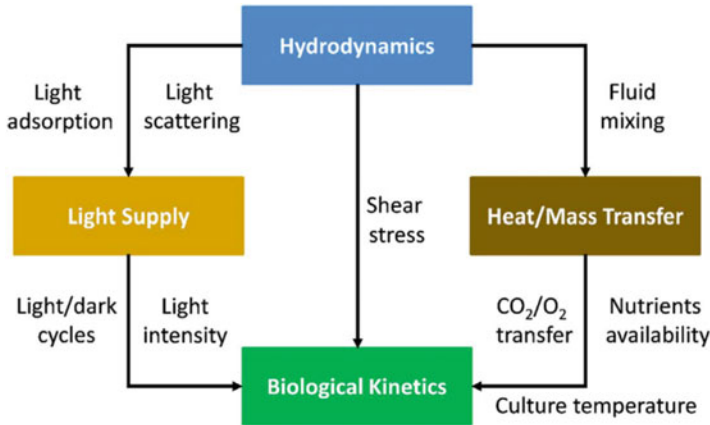 Hydrodynamics
Light
adsorption
Light
scattering
Fluid
mixing
Light Supply
Shear
stress
Heat/Mass Transfer
Light/dark
cycles
Light
intensity
CO₂/O₂
transfer
Nutrients
availability
Biological Kinetics
Culture temperature